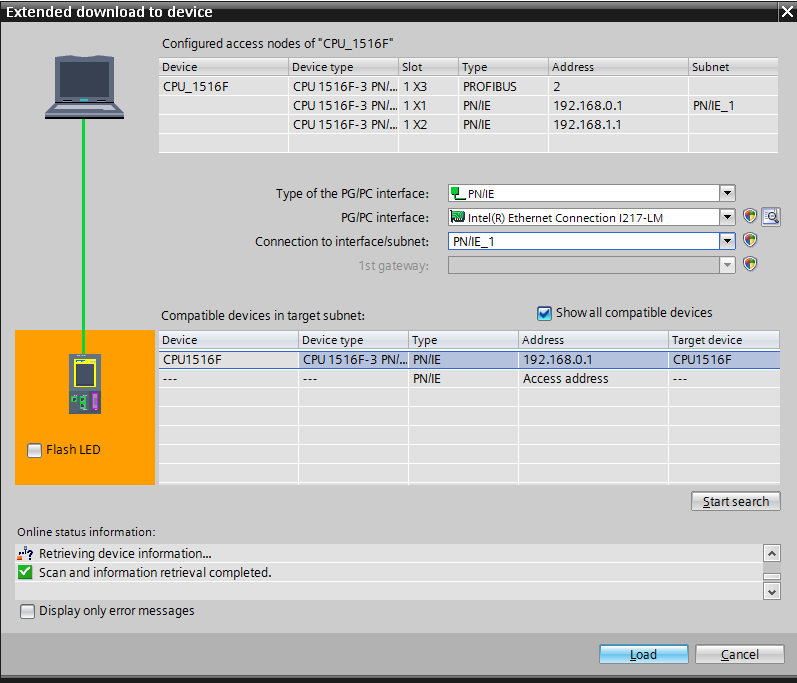 Extended download to device
Configured access nodes of "CPU_1516F"
Device Device type Slot Type Address Subnet
CPU_1516F CPU 1516F-3 PN/... 1 X3 PROFIBUS 2
CPU 1516F-3 PN/... 1 X1 PN/IE 192.168.0.1 PN/IE_1
CPU 1516F-3 PN/... 1 X2 PN/IE 192.168.1.1
Type of the PG/PC interface: PN/IE
PG/PC interface: Intel(R) Ethernet Connection I217-LM
Connection to interface/subnet: PN/IE_1
1st gateway:
Compatible devices in target subnet: Show all compatible devices
Device Device type Type Address Target device
CPU1516F CPU 1516F-3 PN/... PN/IE 192.168.0.1 CPU1516F
--- --- PN/IE Access address ---
Flash LED
Start search
Online status information:
Retrieving device information...
Scan and information retrieval completed.
Display only error messages
Load Cancel